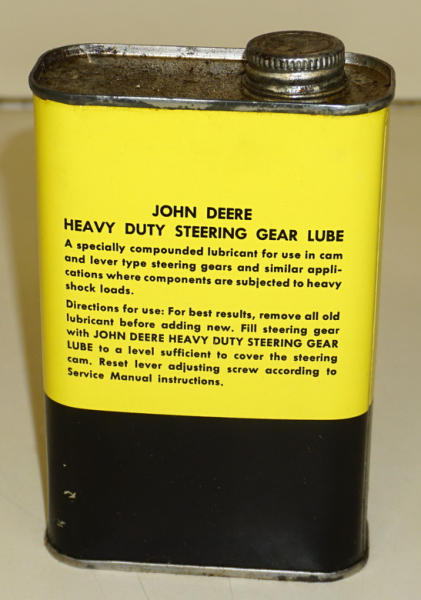 JOHN DEERE
HEAVY DUTY STEERING GEAR LUBE
A specially compounded lubricant for use in cam
and lever type steering gears and similar appli-
cations where components are subjected to heavy
shock loads.
Directions for use: For best results, remove all old
lubricant before adding new. Fill steering gear
with JOHN DEERE HEAVY DUTY STEERING GEAR
LUBE to a level sufficient to cover the steering
cam. Reset lever adjusting screw according to
Service Manual instructions.